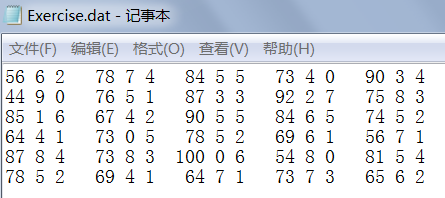 Exercise.dat - 记事本
文件(F) 编辑(E) 格式(O) 查看(V) 帮助(H)
56 6 2 78 7 4 84 5 5 73 4 0 90 3 4
44 9 0 76 5 1 87 3 3 92 2 7 75 8 3
85 1 6 67 4 2 90 5 5 84 6 5 74 5 2
64 4 1 73 0 5 78 5 2 69 6 1 56 7 1
87 8 4 73 8 3 100 0 6 54 8 0 81 5 4
78 5 2 69 4 1 64 7 1 73 7 3 65 6 2